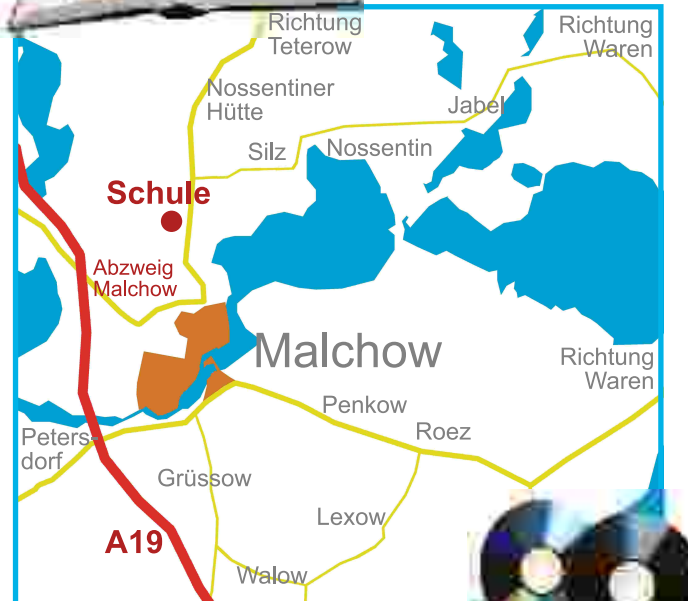 Richtung
Teterow
Richtung
Waren
Nossentiner
Hütte
Jabel
Silz
Nossentin
Schule
Abzweig
Malchow
Malchow
Richtung
Waren
Penkow
Roez
Peters-
dorf
Grüssow
Lexow
A19
Walow